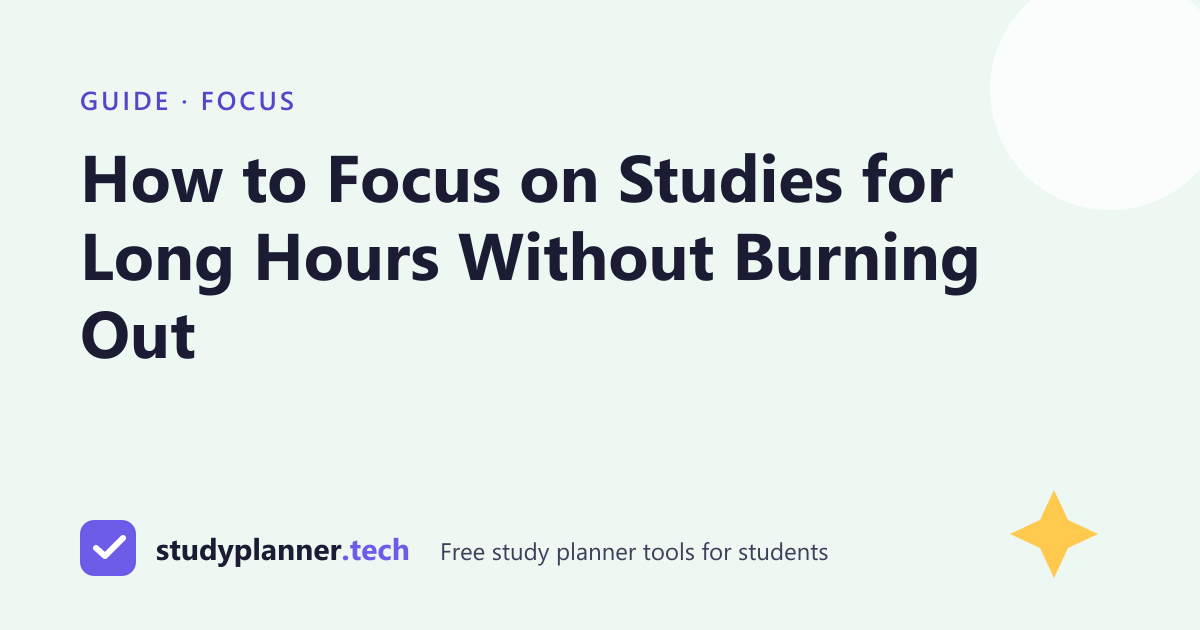 GUIDE · FOCUS
How to Focus on Studies for
Long Hours Without Burning
Out
studyplanner.tech Free study planner tools for students